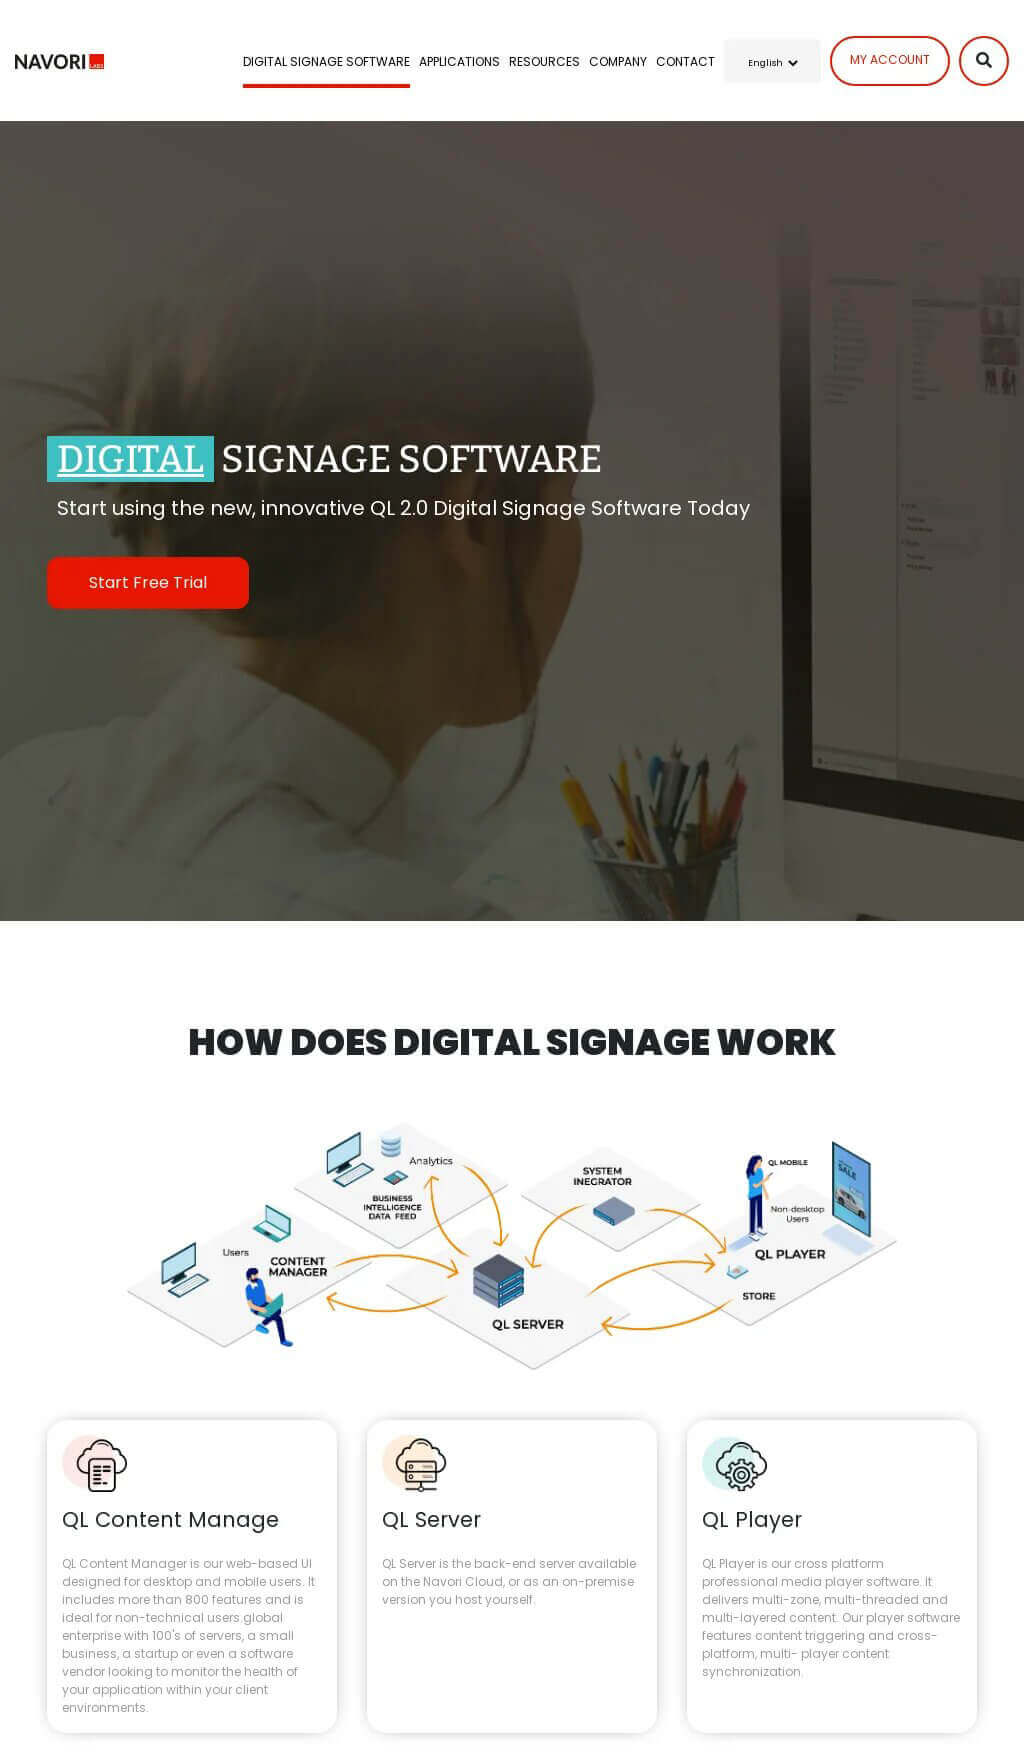 NAVORI LABS
DIGITAL SIGNAGE SOFTWARE APPLICATIONS RESOURCES COMPANY CONTACT English MY ACCOUNT
DIGITAL SIGNAGE SOFTWARE
Start using the new, innovative QL 2.0 Digital Signage Software Today
Start Free Trial
HOW DOES DIGITAL SIGNAGE WORK
Analytics
BUSINESS
INTELLIGENCE
DATA FEED
SYSTEM
INEGRATOR
QL MOBILE
SALE
Non-desktop
Users
QL PLAYER
STORE
Users
CONTENT
MANAGER
QL SERVER
QL Content Manage
QL Content Manager is our web-based UI
designed for desktop and mobile users. It
includes more than 800 features and is
ideal for non-technical users.global
enterprise with 100's of servers, a small
business, a startup or even a software
vendor looking to monitor the health of
your application within your client
environments.
QL Server
QL Server is the back-end server available
on the Navori Cloud, or as an on-premise
version you host yourself.
QL Player
QL Player is our cross platform
professional media player software. It
delivers multi-zone, multi-threaded and
multi-layered content. Our player software
features content triggering and cross-
platform, multi- player content
synchronization.